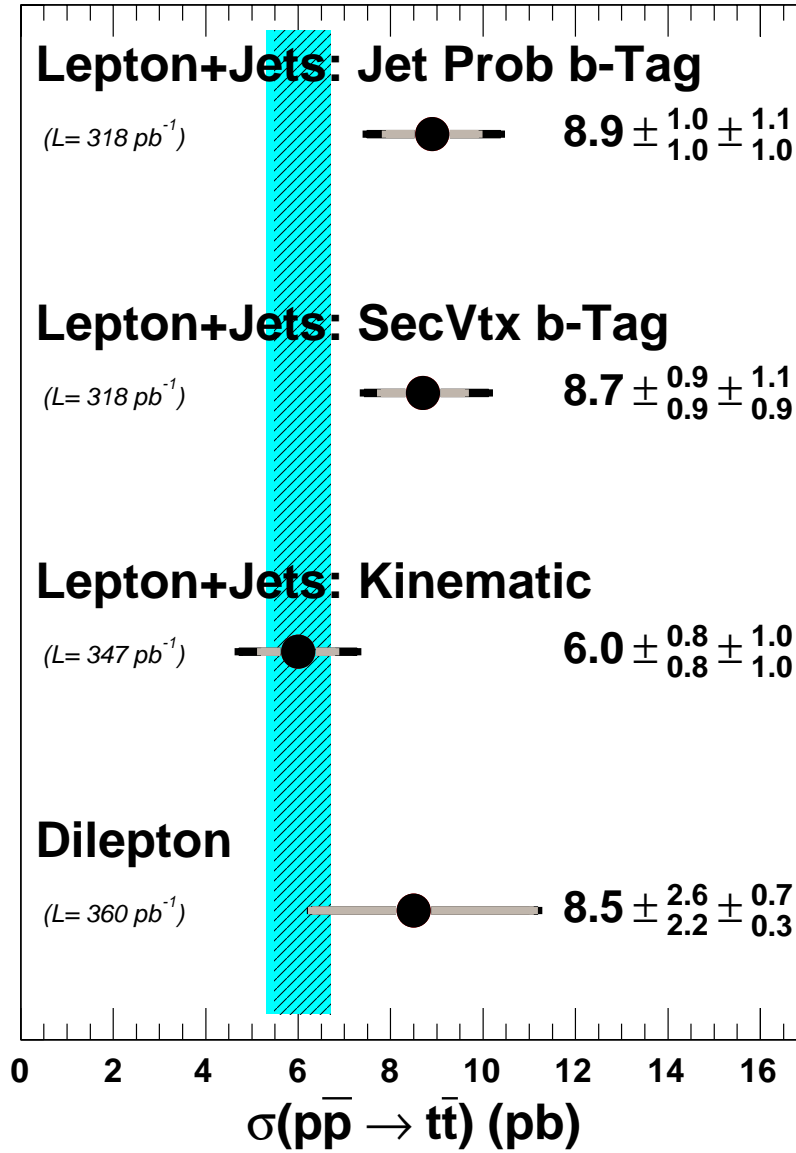 Lepton+Jets: Jet Prob b-Tag
(L= 318 pb⁻¹) 8.9 ± 1.0 ± 1.1
1.0 1.0
Lepton+Jets: SecVtx b-Tag
(L= 318 pb⁻¹) 8.7 ± 0.9 ± 1.1
0.9 0.9
Lepton+Jets: Kinematic
(L= 347 pb⁻¹) 6.0 ± 0.8 ± 1.0
0.8 1.0
Dilepton
(L= 360 pb⁻¹) 8.5 ± 2.6 ± 0.7
2.2 0.3
0 2 4 6 8 10 12 14 16
σ(pp̅ → tt̅) (pb)